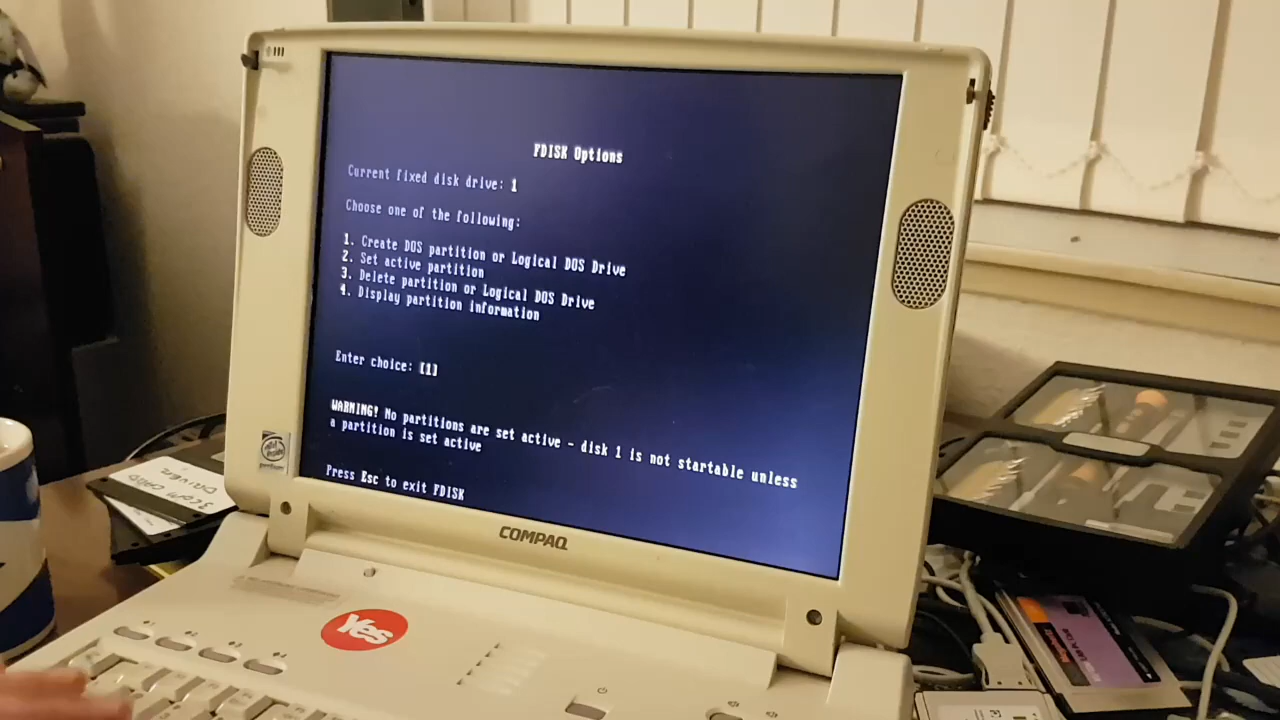 FDISK Options
Current fixed disk drive: 1
Choose one of the following:
1. Create DOS partition or Logical DOS Drive
2. Set active partition
3. Delete partition or Logical DOS Drive
4. Display partition information
Enter choice: [1]
WARNING! No partitions are set active - disk 1 is not startable unless
a partition is set active
Press Esc to exit FDISK
COMPAQ
3COM CARD
DRIVER
Yes